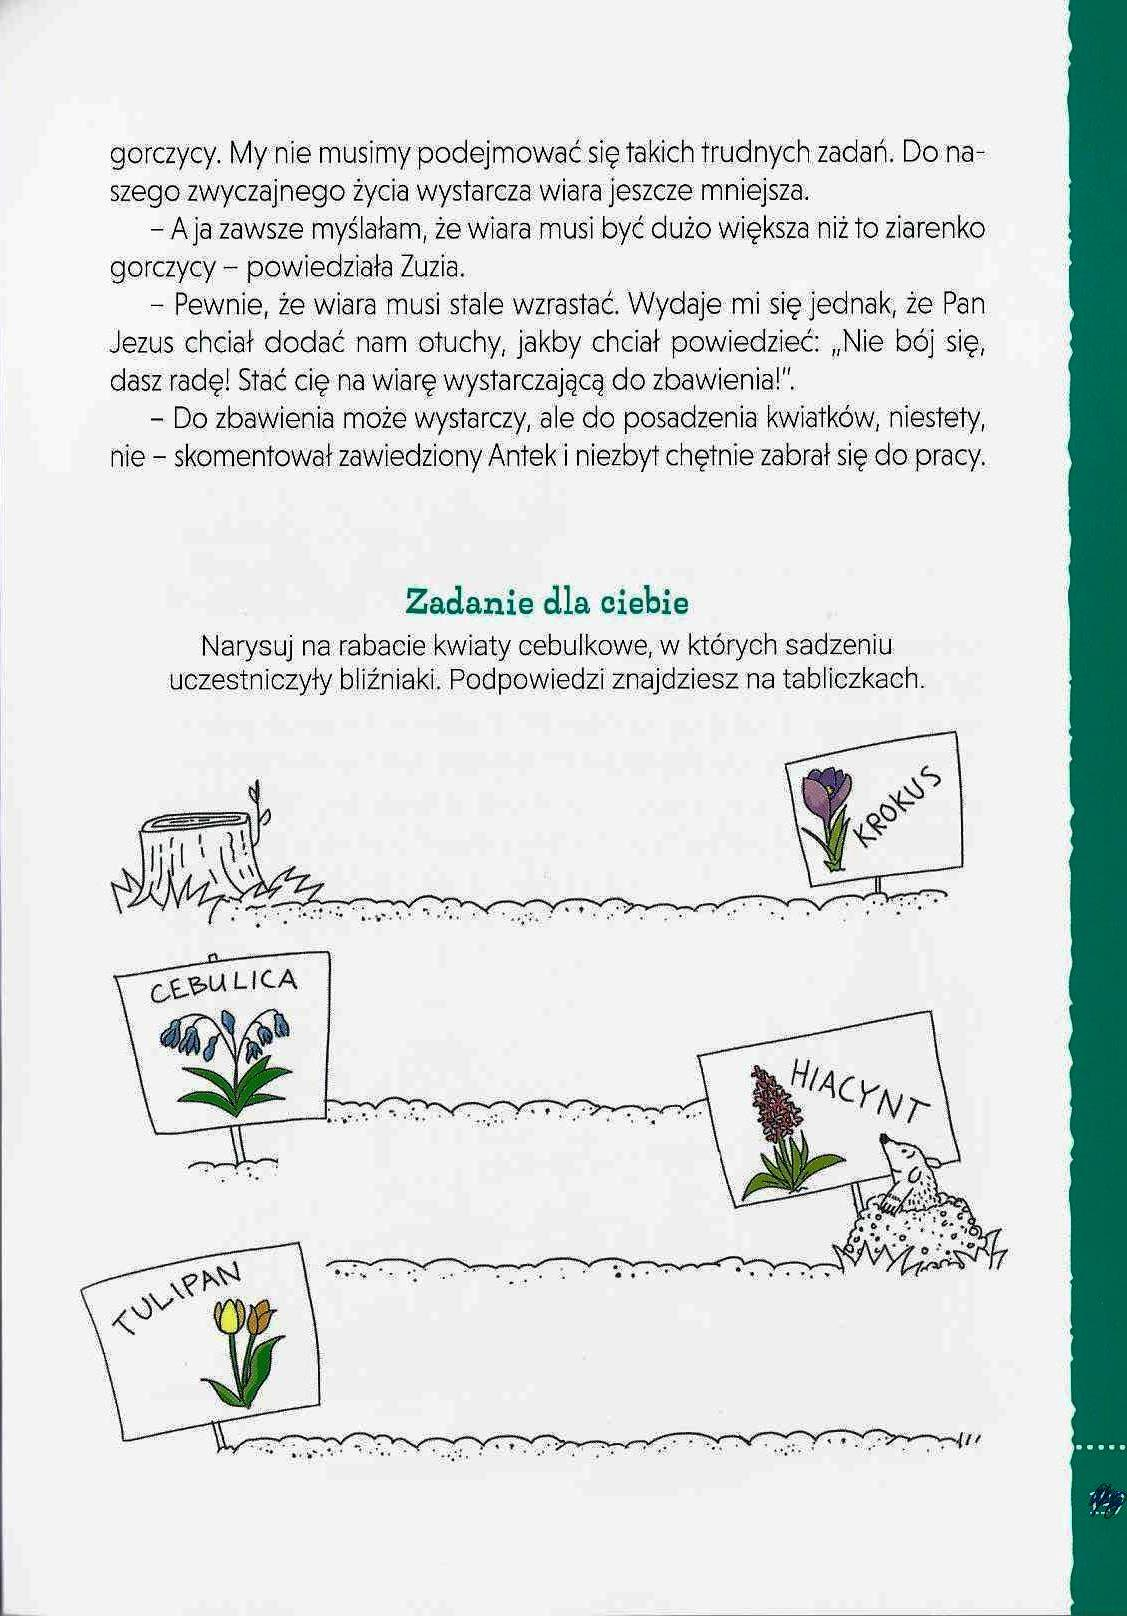 gorczycy. My nie musimy podejmować się takich trudnych zadań. Do na-
szego zwyczajnego życia wystarcza wiara jeszcze mniejsza.
– A ja zawsze myślałam, że wiara musi być dużo większa niż to ziarenko
gorczycy – powiedziała Zuzia.
– Pewnie, że wiara musi stale wzrastać. Wydaje mi się jednak, że Pan
Jezus chciał dodać nam otuchy, jakby chciał powiedzieć: „Nie bój się,
dasz radę! Stać cię na wiarę wystarczającą do zbawienia!".
– Do zbawienia może wystarczy, ale do posadzenia kwiatków, niestety,
nie – skomentował zawiedziony Antek i niezbyt chętnie zabrał się do pracy.
Zadanie dla ciebie
Narysuj na rabacie kwiaty cebulkowe, w których sadzeniu
uczestniczyły bliźniaki. Podpowiedzi znajdziesz na tabliczkach.
KROKUS
CEBULICA
HIACYNT
TULIPAN